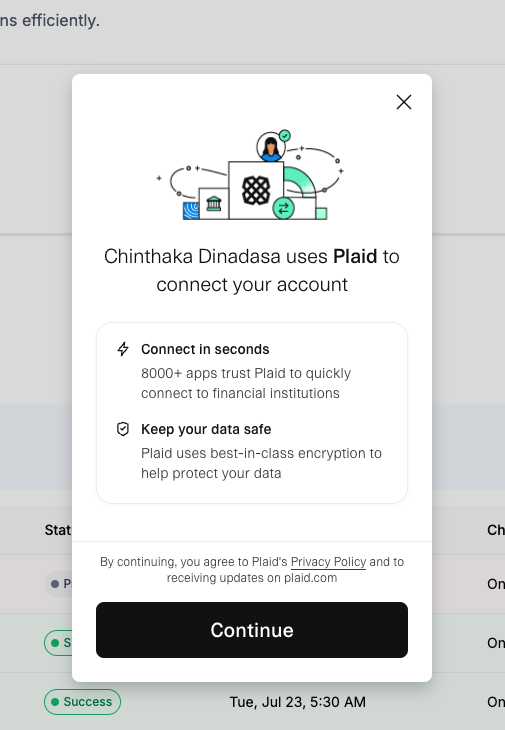 ns efficiently.
Chinthaka Dinadasa uses Plaid to
connect your account
Connect in seconds
8000+ apps trust Plaid to quickly
connect to financial institutions
Keep your data safe
Plaid uses best-in-class encryption to
help protect your data
Stat
Ch
By continuing, you agree to Plaid's Privacy Policy and to
receiving updates on plaid.com
P
On
Continue
S
On
Success
Tue, Jul 23, 5:30 AM
On